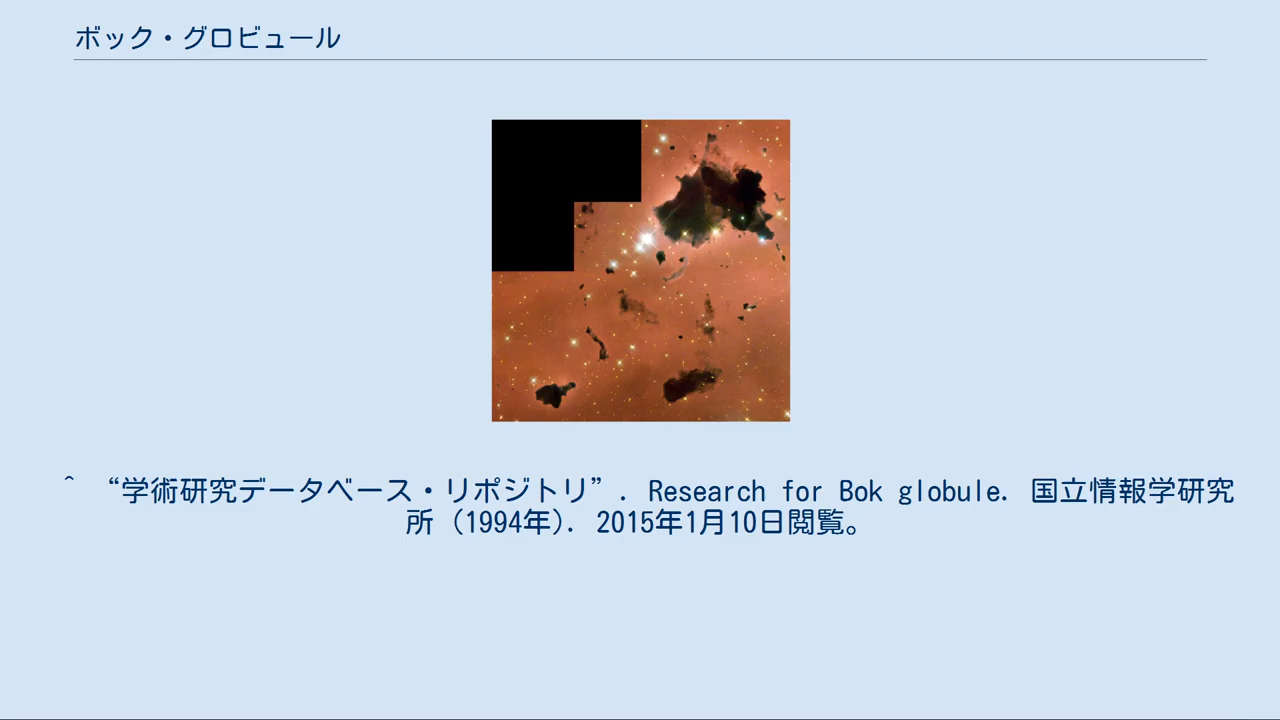 ボック・グロビュール
^ “学術研究データベース・リポジトリ”. Research for Bok globule. 国立情報学研究
所 (1994年). 2015年1月10日閲覧。